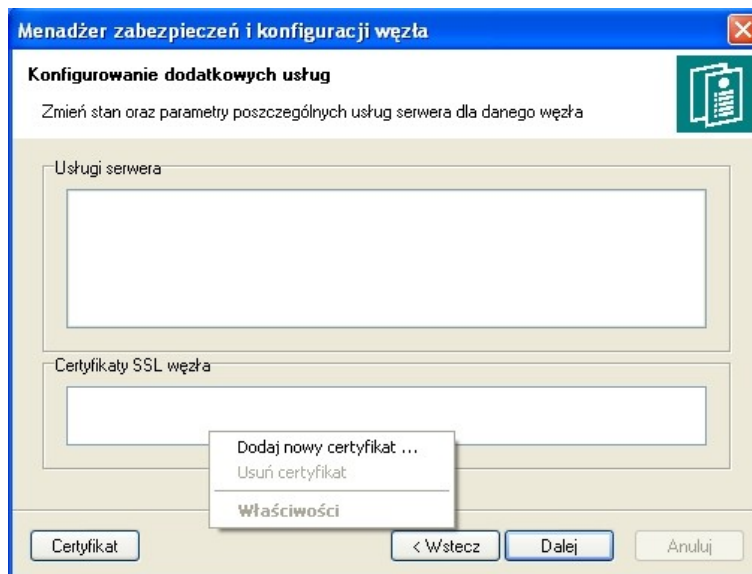 Menadżer zabezpieczeń i konfiguracji węzła
Konfigurowanie dodatkowych usług
Zmień stan oraz parametry poszczególnych usług serwera dla danego węzła
Usługi serwera
Certyfikaty SSL węzła
Dodaj nowy certyfikat ...
Usuń certyfikat
Właściwości
Certyfikat
< Wstecz
Dalej
Anuluj